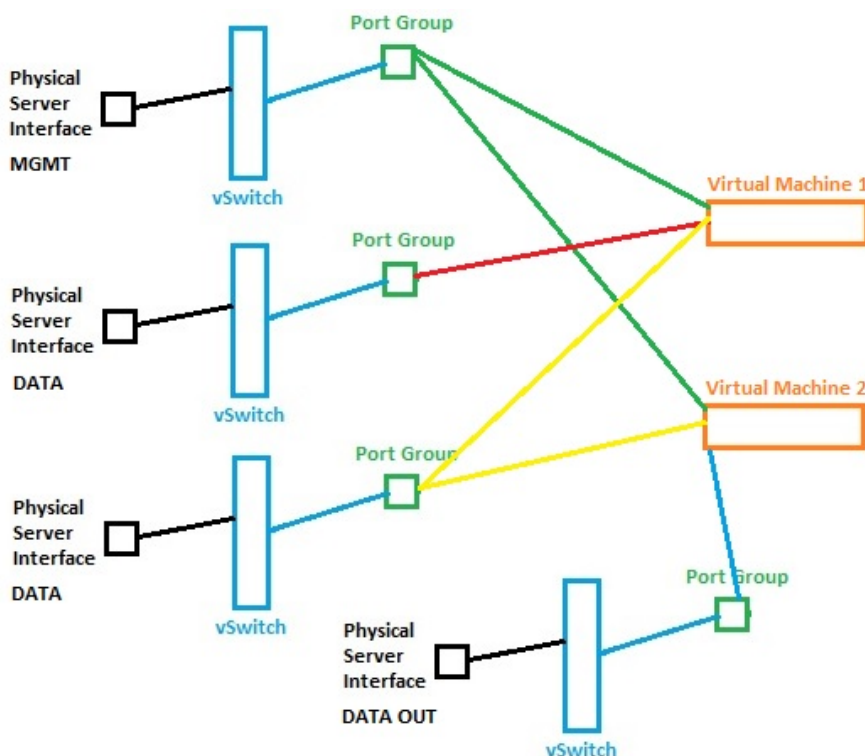 Port Group
Physical
Server
Interface
MGMT
vSwitch
Virtual Machine 1
Port Group
Physical
Server
Interface
DATA
vSwitch
Virtual Machine 2
Port Group
Physical
Server
Interface
DATA
vSwitch
Port Group
Physical
Server
Interface
DATA OUT
vSwitch